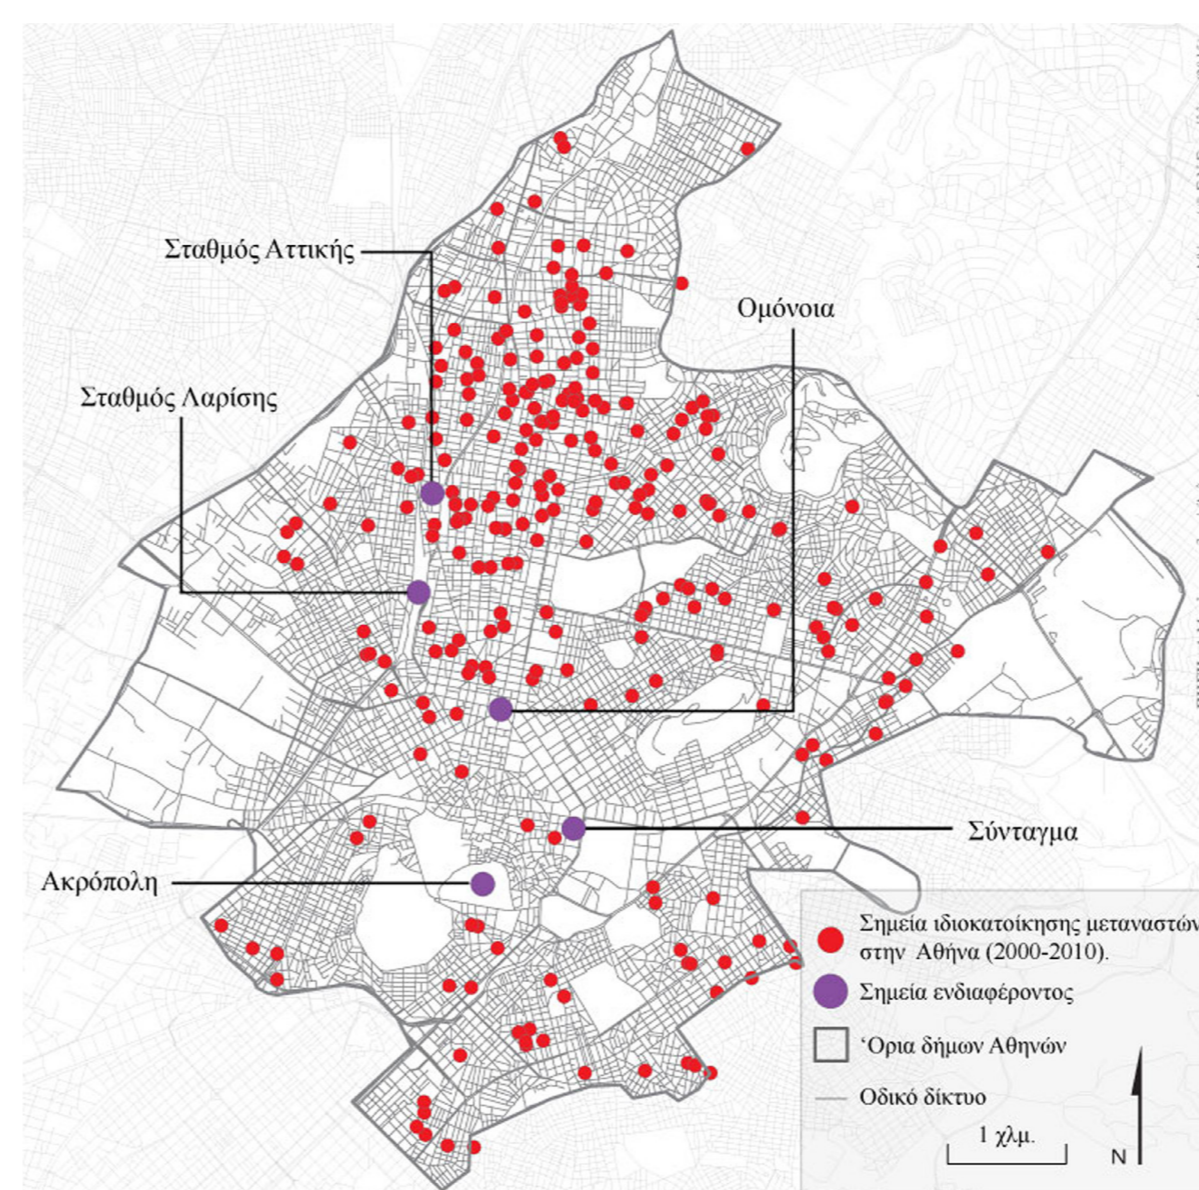 Σταθμός Αττικής
Ομόνοια
Σταθμός Λαρίσης
Σύνταγμα
Ακρόπολη
Σημεία ιδιοκατοίκησης μεταναστών
στην Αθήνα (2000-2010).
Σημεία ενδιαφέροντος
‘Ορια δήμων Αθηνών
Οδικό δίκτυο
1 χλμ.
N